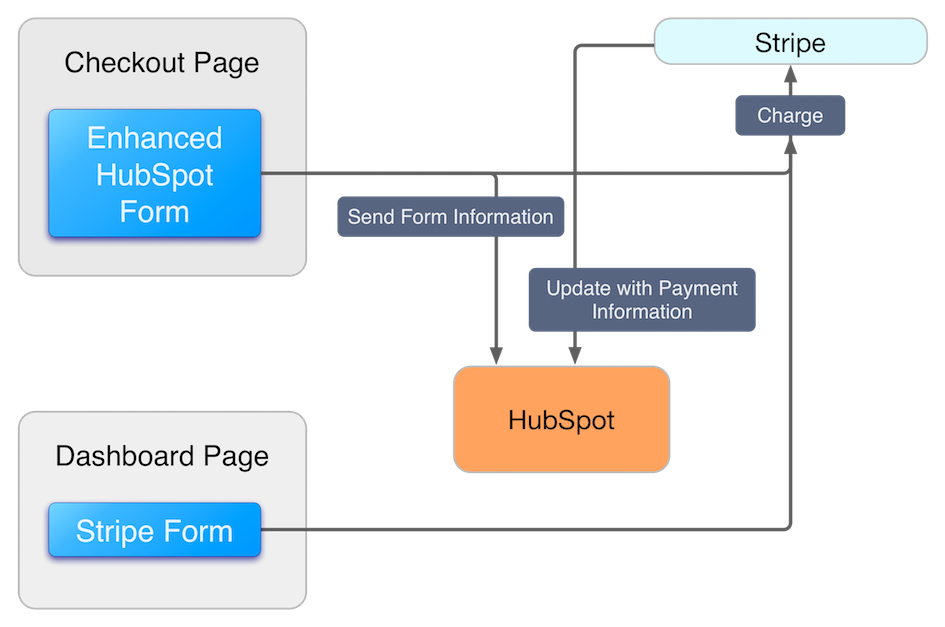 Checkout Page
Enhanced
HubSpot
Form
Stripe
Charge
Send Form Information
Update with Payment
Information
HubSpot
Dashboard Page
Stripe Form